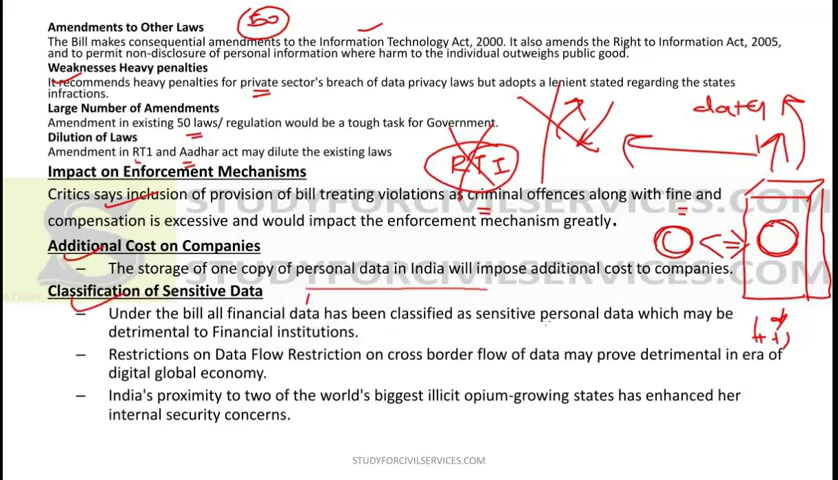 50
Amendments to Other Laws
The Bill makes consequential amendments to the Information Technology Act, 2000. It also amends the Right to Information Act, 2005,
and to permit non-disclosure of personal information where harm to the individual outweighs public good.
Weaknesses Heavy penalties
It recommends heavy penalties for private sector's breach of data privacy laws but adopts a lenient stated regarding the states
infractions.
Large Number of Amendments
data
Amendment in existing 50 laws/ regulation would be a tough task for Government.
Dilution of Laws
Amendment in RT1 and Aadhar act may dilute the existing laws
RTI
Impact on Enforcement Mechanisms
Critics says inclusion of provision of bill treating violations as criminal offences along with fine and
STUDYFORCIVILSERVICES.COM
compensation is excessive and would impact the enforcement mechanism greatly.
Additional Cost on Companies
– The storage of one copy of personal data in India will impose additional cost to companies.
STUDYFORCIVILSERVICES.COM
Classification of Sensitive Data
– Under the bill all financial data has been classified as sensitive personal data which may be
detrimental to Financial institutions.
– Restrictions on Data Flow Restriction on cross border flow of data may prove detrimental in era of
digital global economy.
– India's proximity to two of the world's biggest illicit opium-growing states has enhanced her
internal security concerns.
STUDYFORCIVILSERVICES.COM